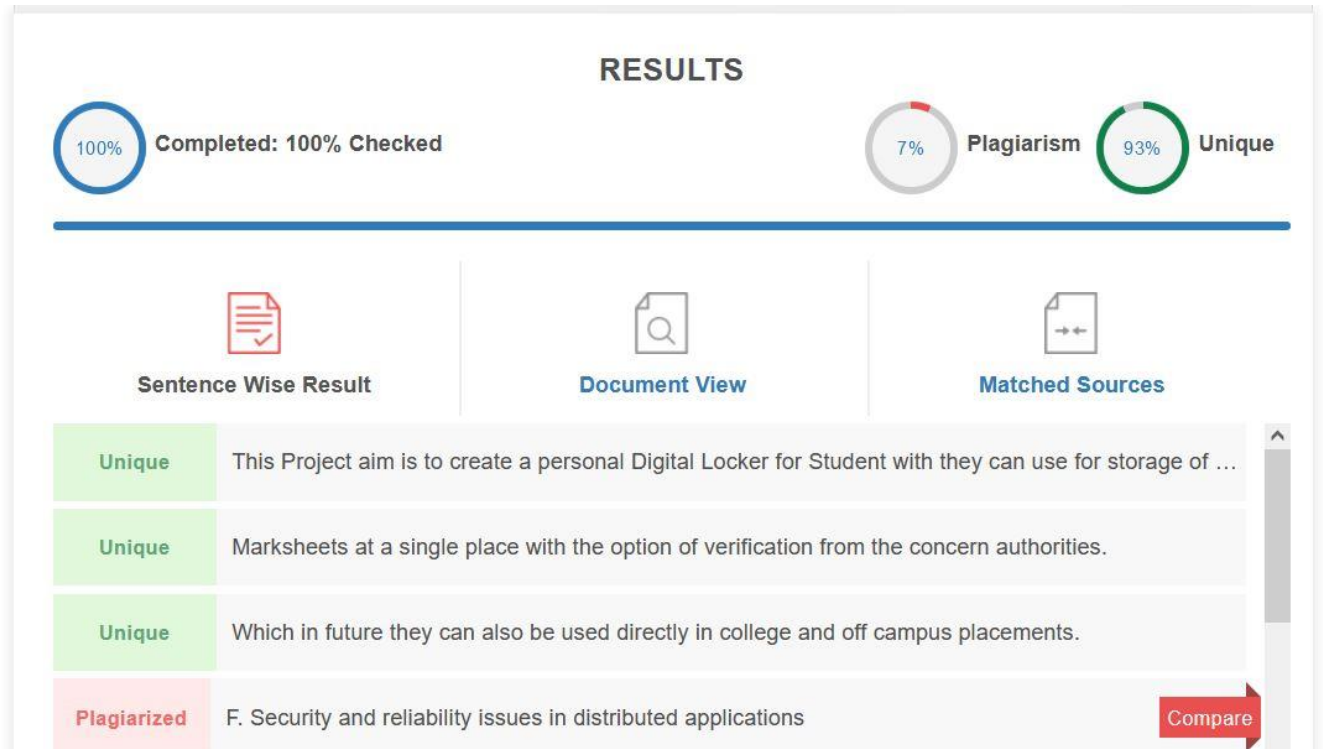 RESULTS
100% Completed: 100% Checked 7% Plagiarism 93% Unique
Sentence Wise Result Document View Matched Sources
Unique This Project aim is to create a personal Digital Locker for Student with they can use for storage of ...
Unique Marksheets at a single place with the option of verification from the concern authorities.
Unique Which in future they can also be used directly in college and off campus placements.
Plagiarized F. Security and reliability issues in distributed applications Compare